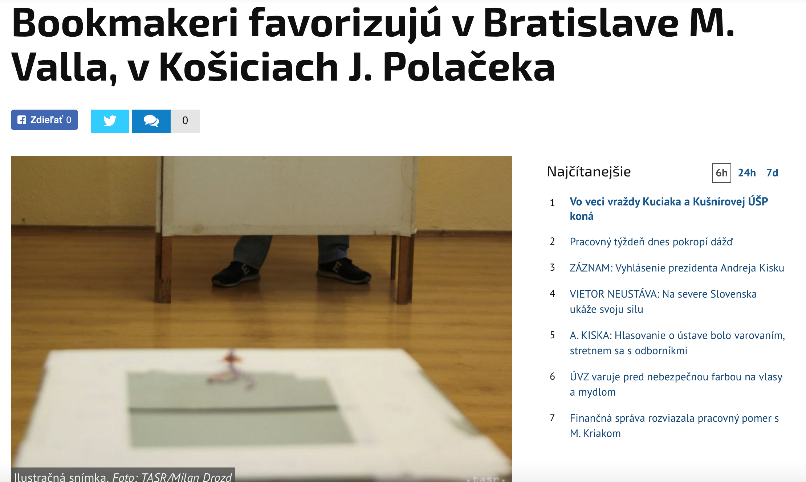 Bookmakeri favorizujú v Bratislave M.
Valla, v Košiciach J. Polačeka
Zdieľať 0
0
Ilustračná snímka. Foto: TASR/Milan Drozd
tasr
Najčítanejšie
6h 24h 7d
1 Vo veci vraždy Kuciaka a Kušnírovej ÚŠP
koná
2 Pracovný týždeň dnes pokropí dážď
3 ZÁZNAM: Vyhlásenie prezidenta Andreja Kisku
4 VIETOR NEUSTÁVA: Na severe Slovenska
ukáže svoju silu
5 A. KISKA: Hlasovanie o ústave bolo varovaním,
stretnem sa s odborníkmi
6 ÚVZ varuje pred nebezpečnou farbou na vlasy
a mydlom
7 Finančná správa rozviazala pracovný pomer s
M. Kriakom